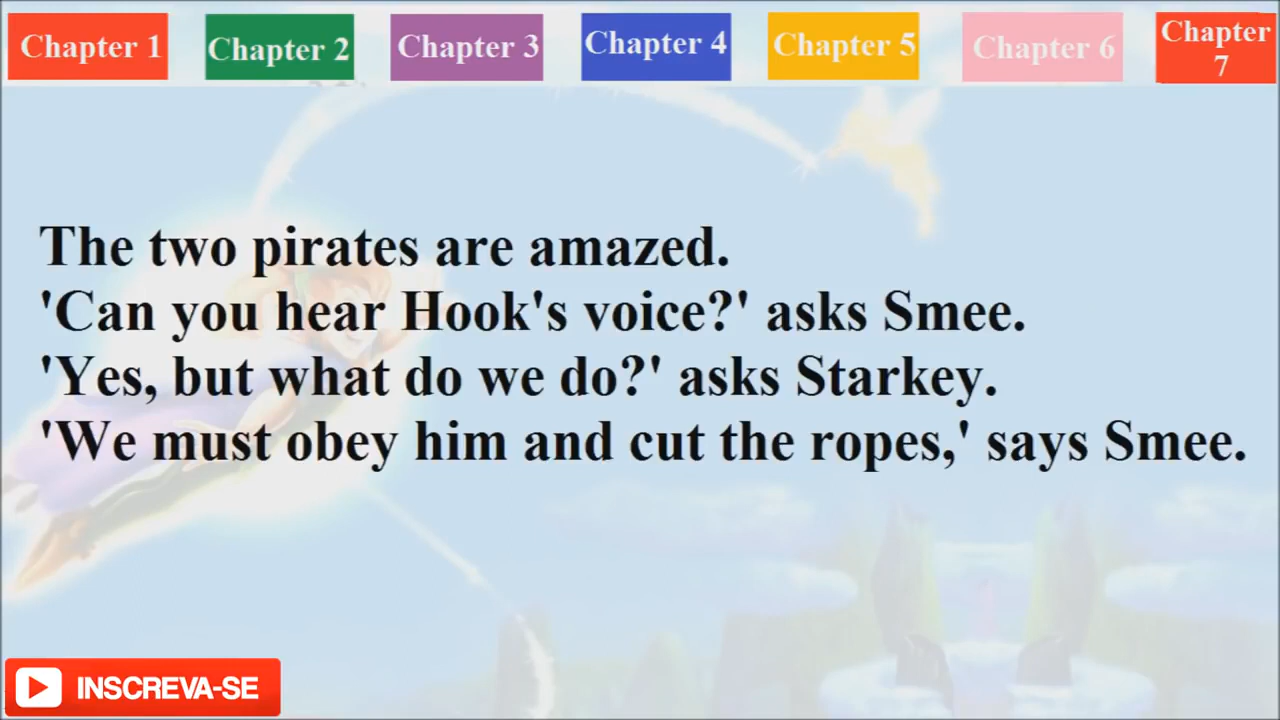 Chapter 1
Chapter 2
Chapter 3
Chapter 4
Chapter 5
Chapter 6
Chapter
7
The two pirates are amazed.
'Can you hear Hook's voice?' asks Smee.
'Yes, but what do we do?' asks Starkey.
'We must obey him and cut the ropes,' says Smee.
INSCREVA-SE